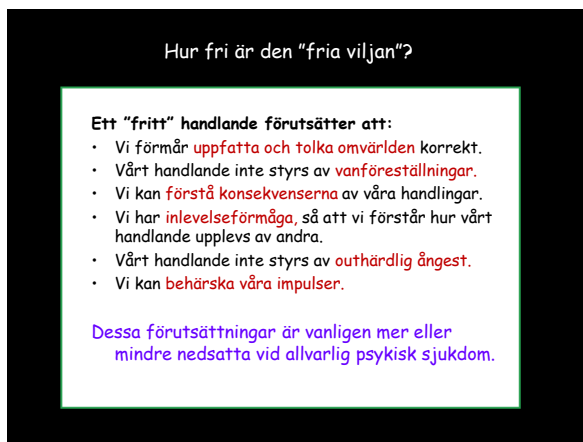 Hur fri är den ”fria viljan”?
Ett ”fritt” handlande förutsätter att:
• Vi förmår uppfatta och tolka omvärlden korrekt.
• Vårt handlande inte styrs av vanföreställningar.
• Vi kan förstå konsekvenserna av våra handlingar.
• Vi har inlevelseförmåga, så att vi förstår hur vårt
handlande upplevs av andra.
• Vårt handlande inte styrs av outhärdlig ångest.
• Vi kan behärska våra impulser.
Dessa förutsättningar är vanligen mer eller
mindre nedsatta vid allvarlig psykisk sjukdom.